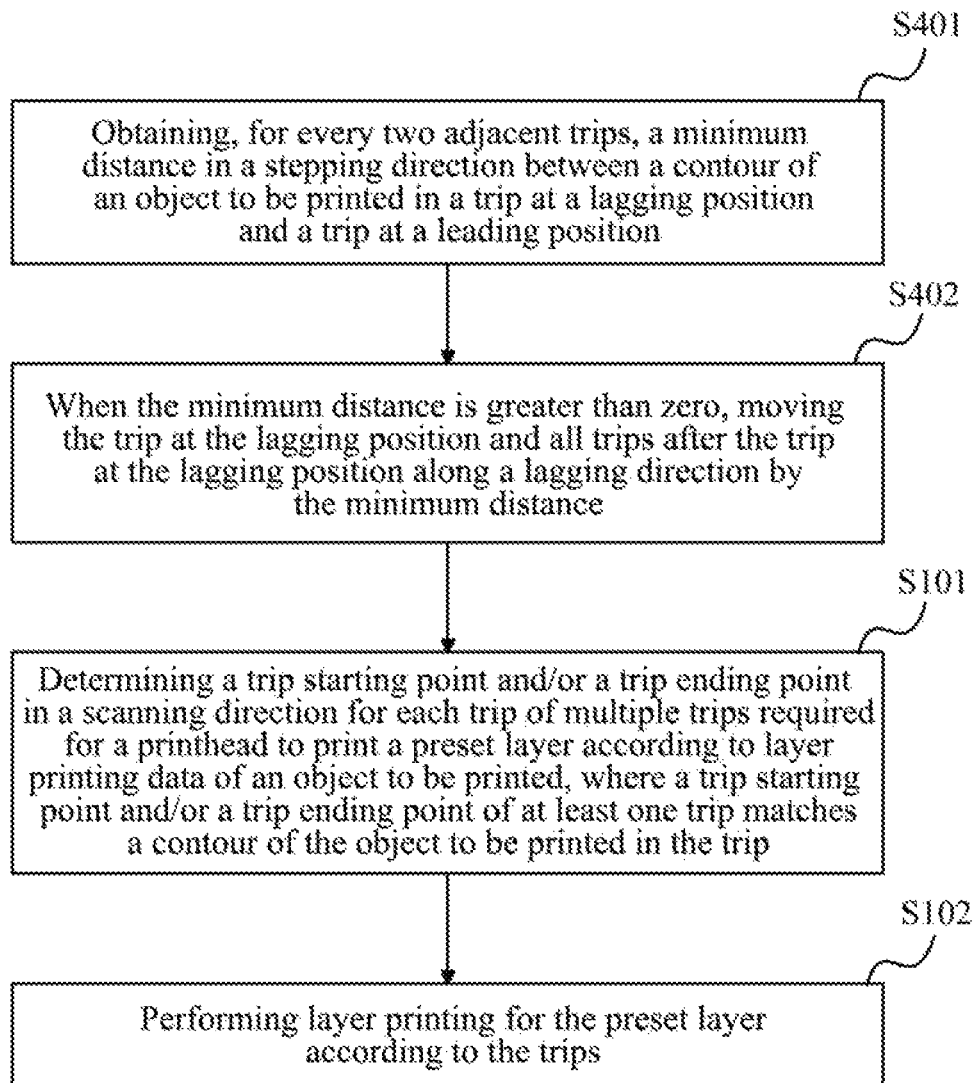 S401
Obtaining, for every two adjacent trips, a minimum
distance in a stepping direction between a contour of
an object to be printed in a trip at a lagging position
and a trip at a leading position
S402
When the minimum distance is greater than zero, moving
the trip at the lagging position and all trips after the trip
at the lagging position along a lagging direction by
the minimum distance
S101
Determining a trip starting point and/or a trip ending point
in a scanning direction for each trip of multiple trips required
for a printhead to print a preset layer according to layer
printing data of an object to be printed, where a trip starting
point and/or a trip ending point of at least one trip matches
a contour of the object to be printed in the trip
S102
Performing layer printing for the preset layer
according to the trips